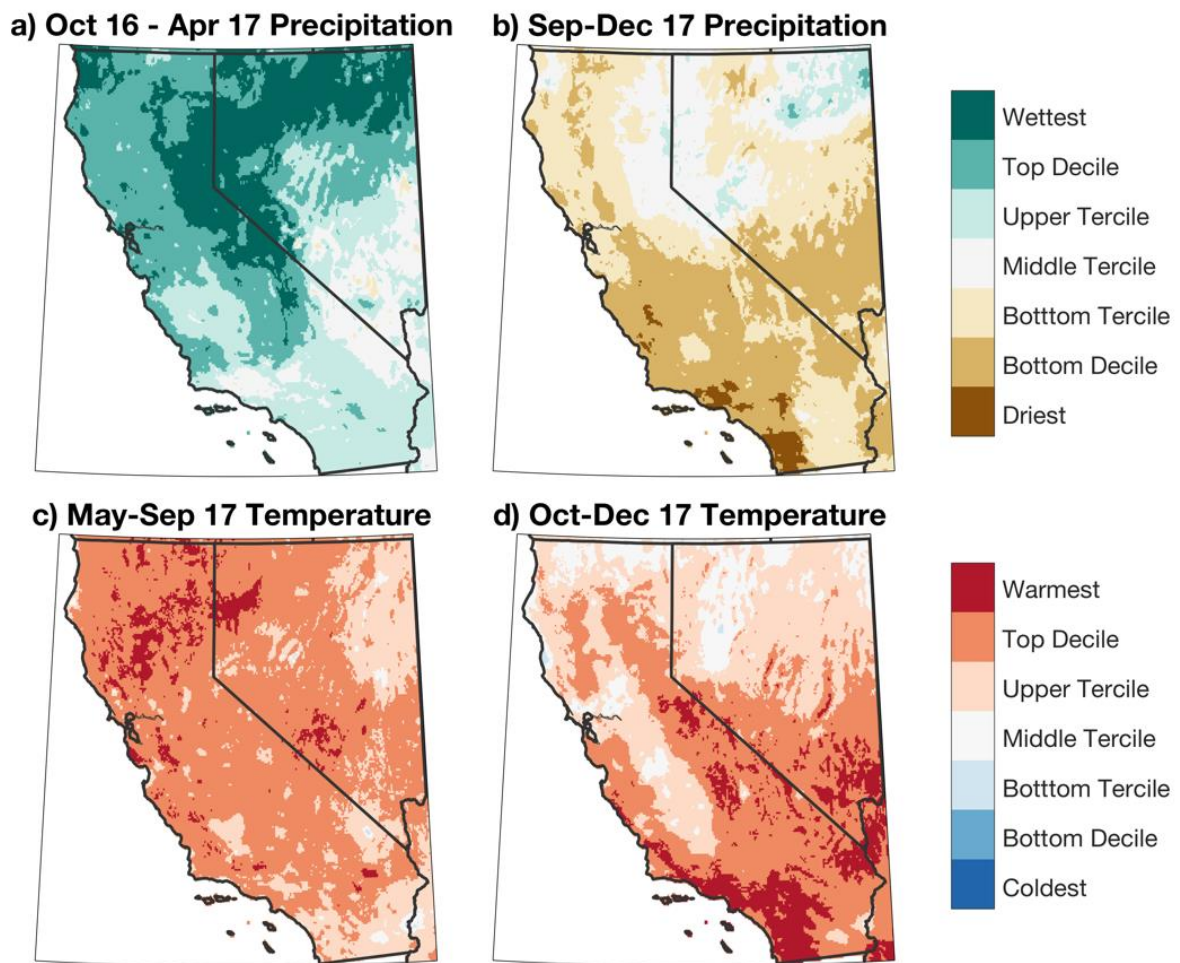 a) Oct 16 - Apr 17 Precipitation
b) Sep-Dec 17 Precipitation
Wettest
Top Decile
Upper Tercile
Middle Tercile
Botttom Tercile
Bottom Decile
Driest
c) May-Sep 17 Temperature
d) Oct-Dec 17 Temperature
Warmest
Top Decile
Upper Tercile
Middle Tercile
Botttom Tercile
Bottom Decile
Coldest